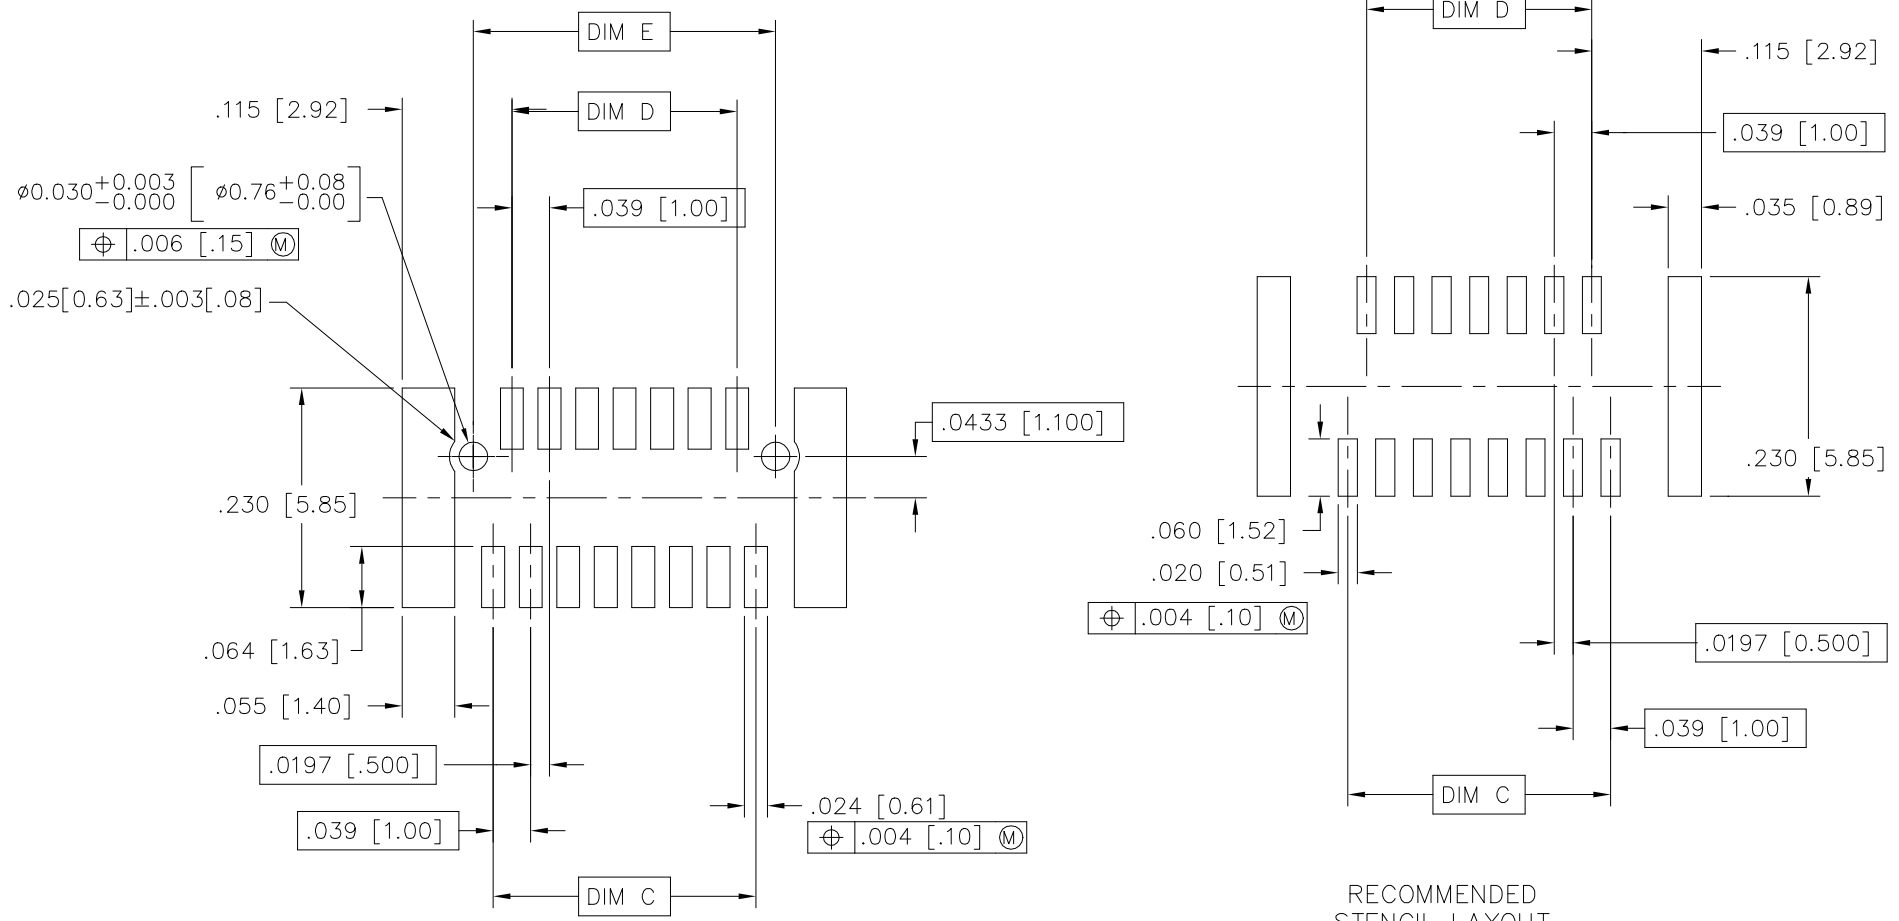 DIM E
DIM D
.115 [2.92]
⌀0.030+0.003 -0.000 [ ⌀0.76+0.08 -0.00 ]
⌖ .006 [.15] Ⓜ
.039 [1.00]
.025[0.63]±.003[.08]
.0433 [1.100]
.230 [5.85]
.064 [1.63]
.055 [1.40]
.0197 [.500]
.039 [1.00]
.024 [0.61]
⌖ .004 [.10] Ⓜ
DIM C
DIM D
.115 [2.92]
.039 [1.00]
.035 [0.89]
.230 [5.85]
.060 [1.52]
.020 [0.51]
⌖ .004 [.10] Ⓜ
.0197 [0.500]
.039 [1.00]
DIM C
RECOMMENDED
STENCIL LAYOUT